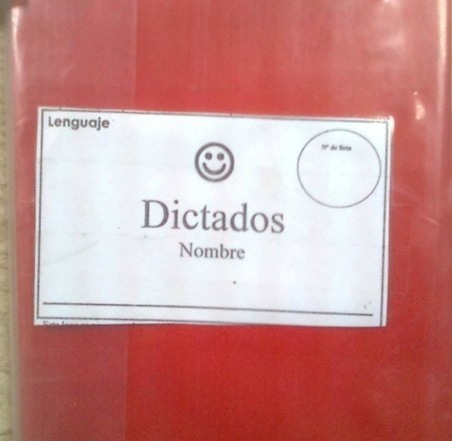 Lenguaje
Nº de lista
Dictados
Nombre